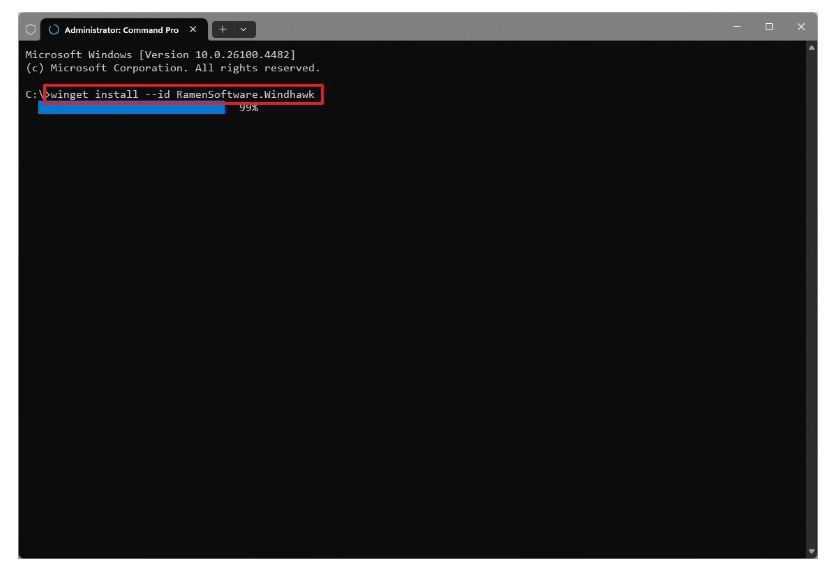 Administrator: Command Pro
Microsoft Windows [Version 10.0.26100.4482]
(c) Microsoft Corporation. All rights reserved.
C:\>winget install --id RamenSoftware.Windhawk
99%